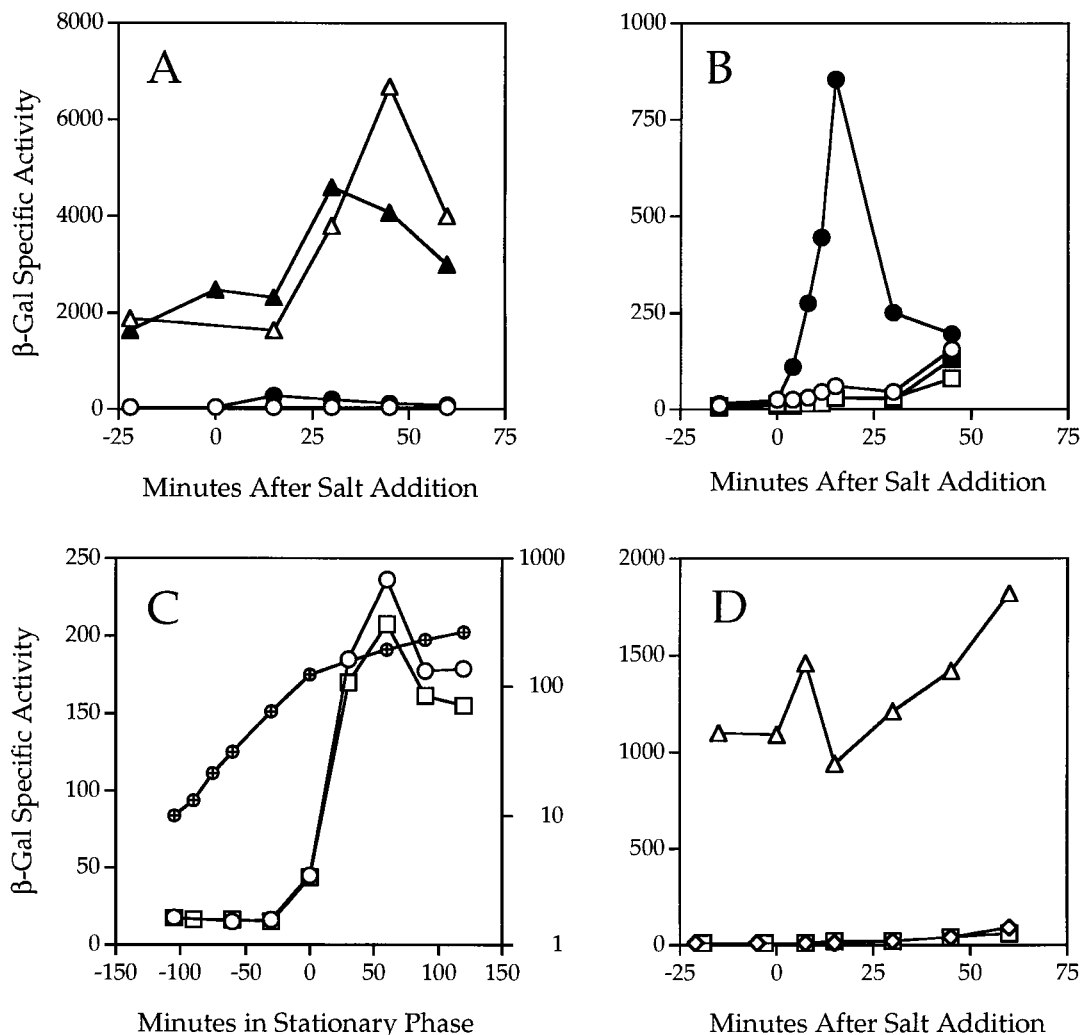 8000
6000
4000
2000
0
-25 0 25 50 75
A
β-Gal Specific Activity
Minutes After Salt Addition
1000
750
500
250
0
-25 0 25 50 75
B
Minutes After Salt Addition
250
200
150
100
50
0
1000
100
10
1
-150 -100 -50 0 50 100 150
C
β-Gal Specific Activity
Minutes in Stationary Phase
2000
1500
1000
500
0
-25 0 25 50 75
D
Minutes After Salt Addition